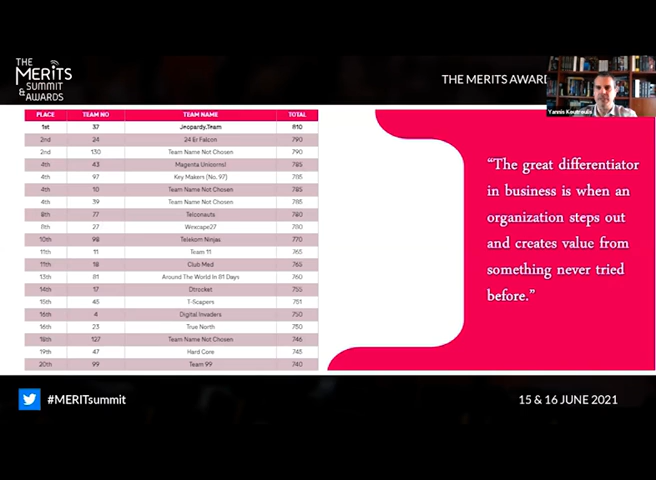 THE
MERITS
SUMMIT
& AWARDS
THE MERITS AWARD
Yannis
PLACE TEAM NO TEAM NAME TOTAL
1st 37 Jeopardy.Team 810
2nd 24 24 Er Falcon 790
2nd 130 Team Name Not Chosen 790
4th 43 Magenta Unicorns! 785
4th 97 Key Makers (No. 97) 785
4th 10 Team Name Not Chosen 785
4th 39 Team Name Not Chosen 785
8th 77 Telconauts 780
8th 27 Wexcape27 780
10th 98 Telekom Ninjas 770
11th 11 Team 11 765
11th 18 Club Med 765
13th 81 Around The World In 81 Days 760
14th 17 Dtrocket 755
15th 45 T-Scapers 751
16th 4 Digital Invaders 750
16th 23 True North 750
18th 127 Team Name Not Chosen 746
19th 47 Hard Core 745
20th 99 Team 99 740
“The great differentiator
in business is when an
organization steps out
and creates value from
something never tried
before.”
#MERITsummit
15 & 16 JUNE 2021